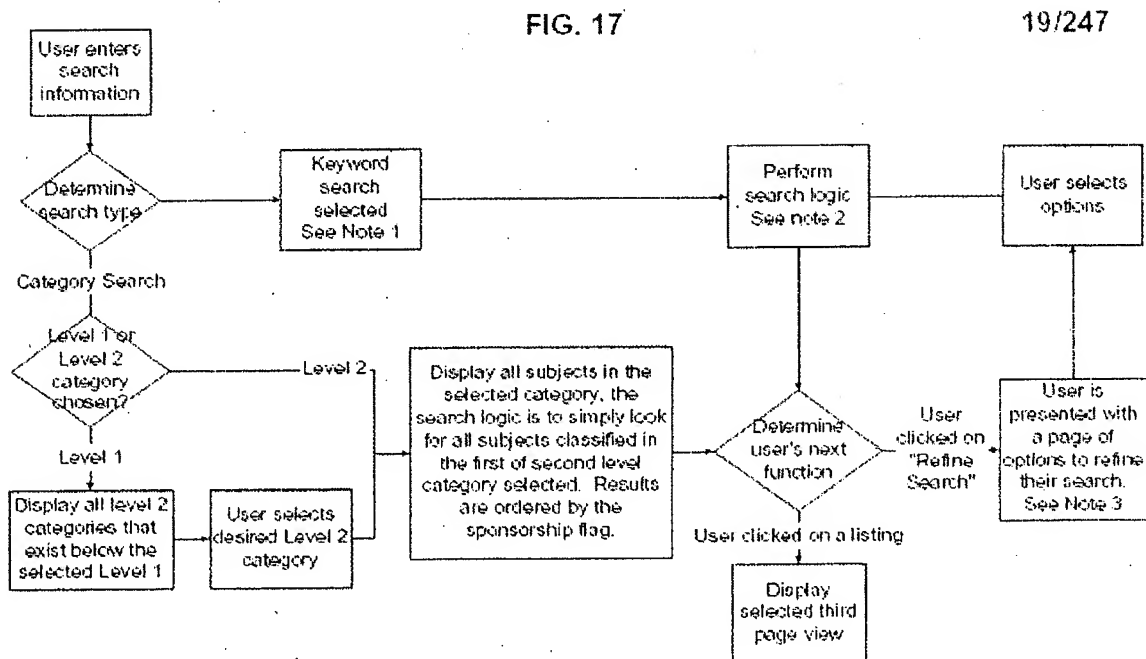 FIG. 17
19/247
User enters
search
information
Determine
search type
Keyword
search
selected
See Note 1
Perform
search logic
See note 2
User selects
options
Category Search
Level 1 or
Level 2
category
chosen?
Level 2
Level 1
Display all level 2
categories that
exist below the
selected Level 1
User selects
desired Level 2
category
Display all subjects in the
selected category, the
search logic is to simply look
for all subjects classified in
the first of second level
category selected. Results
are ordered by the
sponsorship flag.
Determine
user's next
function
User
clicked on
"Refine
Search"
User is
presented with
a page of
options to refine
their search.
See Note 3
User clicked on a listing
Display
selected third
page view